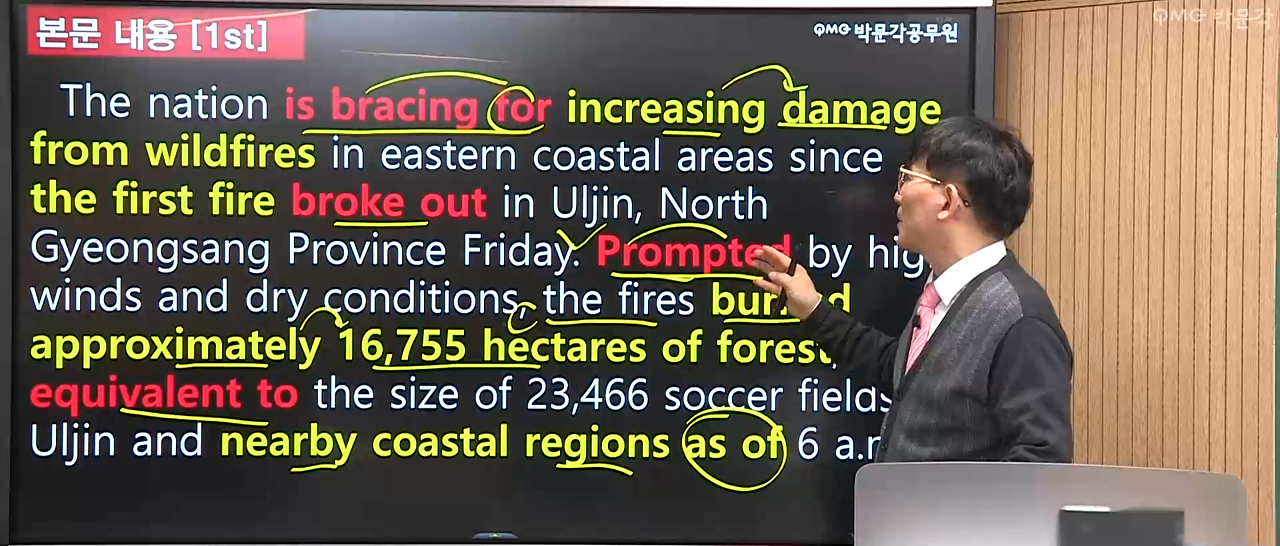 본문 내용 [1st]
QMG 박문각공무원
QMG 박문각
The nation is bracing for increasing damage
from wildfires in eastern coastal areas since
the first fire broke out in Uljin, North
Gyeongsang Province Friday. Prompted by
winds and dry conditions, the fires
approximately 16,755 hectares of forest,
equivalent to the size of 23,466 soccer
Uljin and nearby coastal regions as of 6